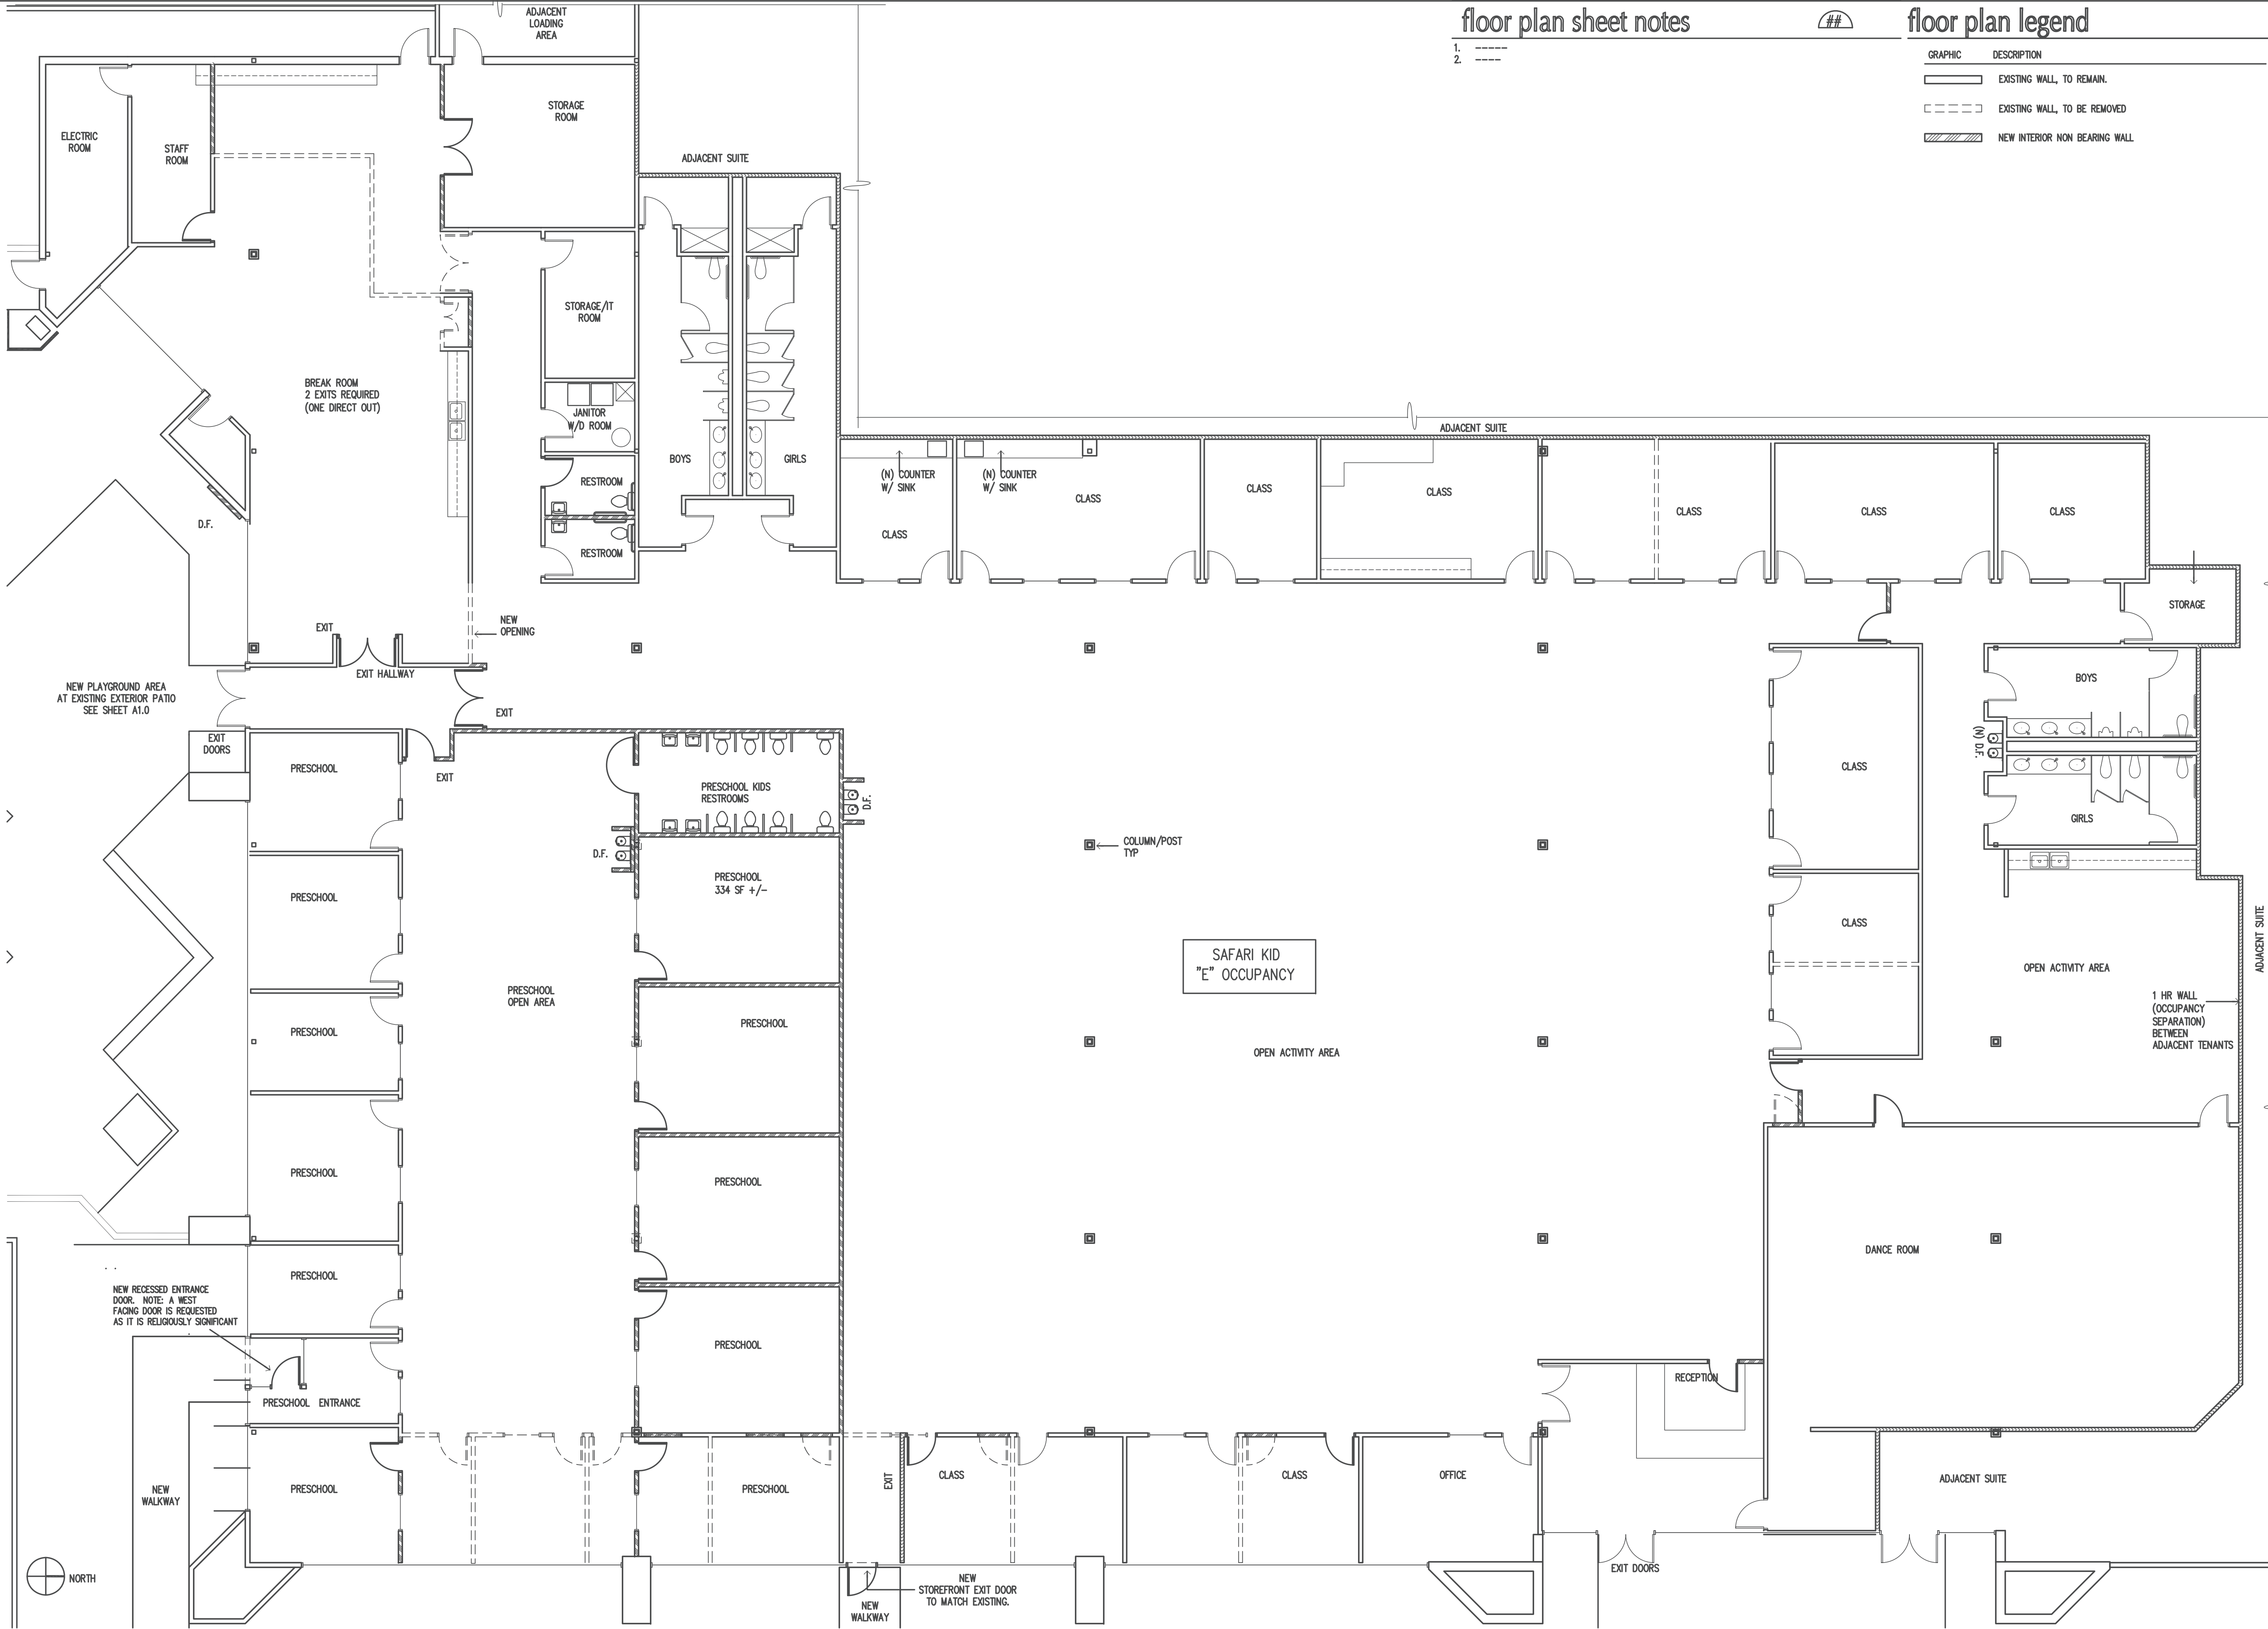 floor plan sheet notes
##
1. -----
2. ----
floor plan legend
GRAPHIC DESCRIPTION
EXISTING WALL, TO REMAIN.
EXISTING WALL, TO BE REMOVED
NEW INTERIOR NON BEARING WALL
ADJACENT
LOADING
AREA
STORAGE
ROOM
ELECTRIC
ROOM
STAFF
ROOM
ADJACENT SUITE
STORAGE/IT
ROOM
BREAK ROOM
2 EXITS REQUIRED
(ONE DIRECT OUT)
JANITOR
W/D ROOM
BOYS
GIRLS
RESTROOM
RESTROOM
D.F.
ADJACENT SUITE
(N) COUNTER
W/ SINK
CLASS
(N) COUNTER
W/ SINK
CLASS
CLASS
CLASS
CLASS
CLASS
CLASS
STORAGE
NEW
OPENING
EXIT
EXIT HALLWAY
EXIT
NEW PLAYGROUND AREA
AT EXISTING EXTERIOR PATIO
SEE SHEET A1.0
EXIT
DOORS
EXIT
PRESCHOOL
PRESCHOOL KIDS
RESTROOMS
D.F.
D.F.
COLUMN/POST
TYP
CLASS
BOYS
(N) D.F.
GIRLS
PRESCHOOL
PRESCHOOL
334 SF +/-
CLASS
SAFARI KID
"E" OCCUPANCY
OPEN ACTIVITY AREA
ADJACENT SUITE
PRESCHOOL
OPEN AREA
1 HR WALL
(OCCUPANCY
SEPARATION)
BETWEEN
ADJACENT TENANTS
PRESCHOOL
PRESCHOOL
OPEN ACTIVITY AREA
PRESCHOOL
PRESCHOOL
PRESCHOOL
DANCE ROOM
NEW RECESSED ENTRANCE
DOOR. NOTE: A WEST
FACING DOOR IS REQUESTED
AS IT IS RELIGIOUSLY SIGNIFICANT
PRESCHOOL
RECEPTION
PRESCHOOL ENTRANCE
NEW
WALKWAY
PRESCHOOL
PRESCHOOL
EXIT
CLASS
CLASS
OFFICE
ADJACENT SUITE
NORTH
NEW
STOREFRONT EXIT DOOR
TO MATCH EXISTING.
NEW
WALKWAY
EXIT DOORS